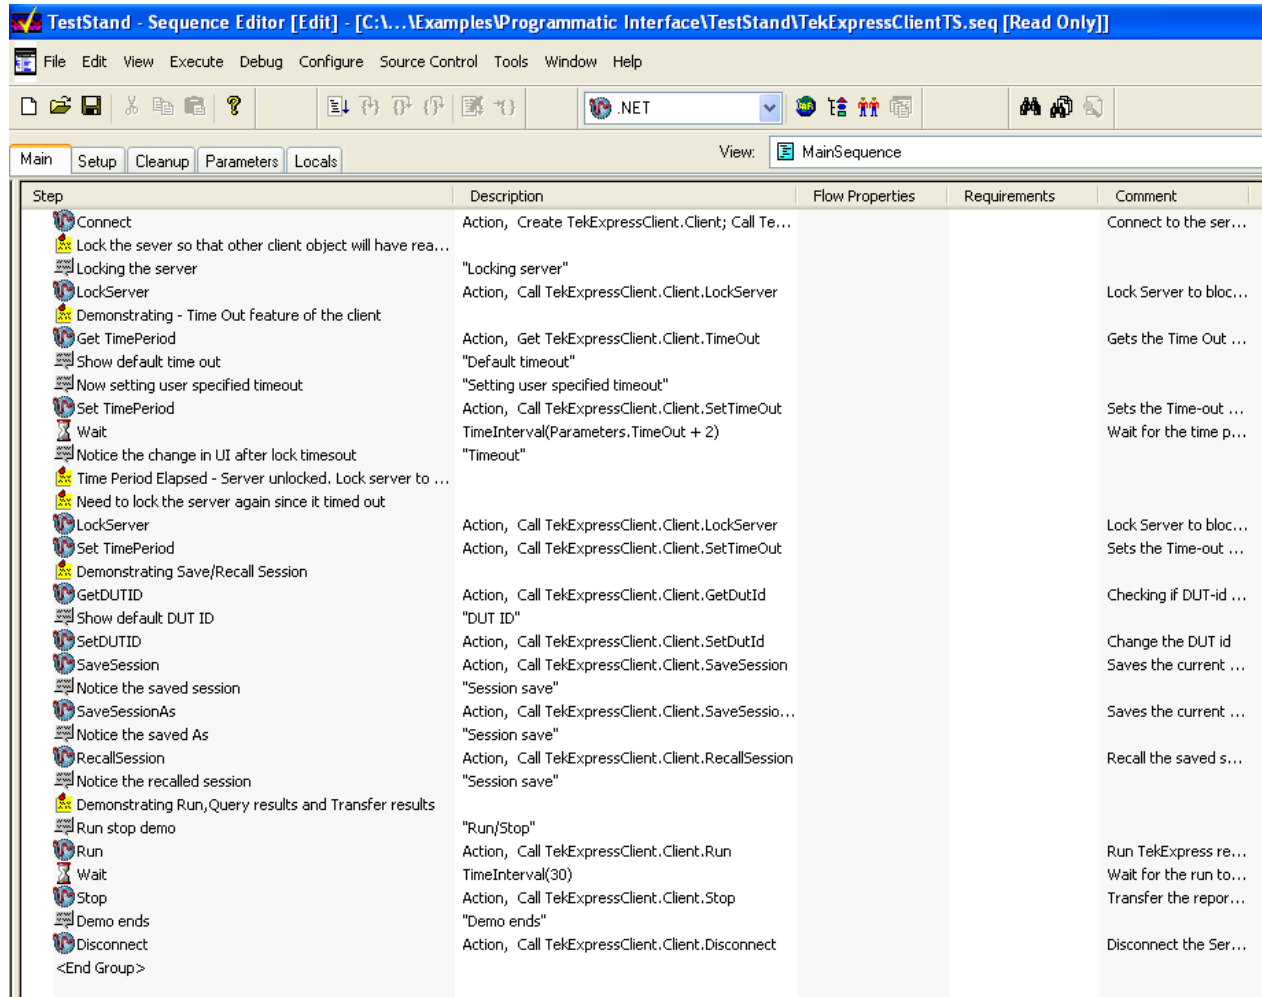 TestStand - Sequence Editor [Edit] - [C:\...\Examples\Programmatic Interface\TestStand\TekExpressClientTS.seq [Read Only]]
File Edit View Execute Debug Configure Source Control Tools Window Help
.NET
Main Setup Cleanup Parameters Locals View: MainSequence
Step Description Flow Properties Requirements Comment
Connect Action, Create TekExpressClient.Client; Call Te... Connect to the ser...
Lock the sever so that other client object will have rea...
Locking the server "Locking server"
LockServer Action, Call TekExpressClient.Client.LockServer Lock Server to bloc...
Demonstrating - Time Out feature of the client
Get TimePeriod Action, Get TekExpressClient.Client.TimeOut Gets the Time Out ...
Show default time out "Default timeout"
Now setting user specified timeout "Setting user specified timeout"
Set TimePeriod Action, Call TekExpressClient.Client.SetTimeOut Sets the Time-out ...
Wait TimeInterval(Parameters.TimeOut + 2) Wait for the time p...
Notice the change in UI after lock timesout "Timeout"
Time Period Elapsed - Server unlocked. Lock server to ...
Need to lock the server again since it timed out
LockServer Action, Call TekExpressClient.Client.LockServer Lock Server to bloc...
Set TimePeriod Action, Call TekExpressClient.Client.SetTimeOut Sets the Time-out ...
Demonstrating Save/Recall Session
GetDUTID Action, Call TekExpressClient.Client.GetDutId Checking if DUT-id ...
Show default DUT ID "DUT ID"
SetDUTID Action, Call TekExpressClient.Client.SetDutId Change the DUT id
SaveSession Action, Call TekExpressClient.Client.SaveSession Saves the current ...
Notice the saved session "Session save"
SaveSessionAs Action, Call TekExpressClient.Client.SaveSessio... Saves the current ...
Notice the saved As "Session save"
RecallSession Action, Call TekExpressClient.Client.RecallSession Recall the saved s...
Notice the recalled session "Session save"
Demonstrating Run,Query results and Transfer results
Run stop demo "Run/Stop"
Run Action, Call TekExpressClient.Client.Run Run TekExpress re...
Wait TimeInterval(30) Wait for the run to...
Stop Action, Call TekExpressClient.Client.Stop Transfer the repor...
Demo ends "Demo ends"
Disconnect Action, Call TekExpressClient.Client.Disconnect Disconnect the Ser...
<End Group>